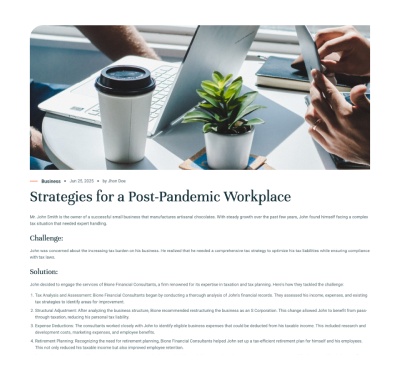 Business • Jan 03, 2023 • by Jhon Doe
Strategies for a Post-Pandemic Workplace
Mr. John Smith is the owner of a successful small business that manufactures artisanal chocolates. With steady growth over the past few years, John found himself facing a complex
tax situation that needed expert handling.
Challenge:
John was concerned about the increasing tax burden on his business. He realized that he needed a comprehensive tax strategy to optimize his tax liabilities while ensuring compliance
with tax laws.
Solution:
John decided to engage the services of Biome Financial Consultants, a firm renowned for its expertise in taxation and tax planning. Here's how they tackled the challenge:
1. Tax Analysis and Assessment: Biome Financial Consultants began by conducting a thorough analysis of John's financial records. They assessed his income, expenses, and existing
tax strategies to identify areas for improvement.
2. Structural Adjustment: After analyzing the business structure, Biome recommended restructuring the business as an S Corporation. This change allowed John to benefit from pass-
through taxation, reducing his personal tax liability.
3. Expense Deductions: The consultants worked closely with John to identify eligible business expenses that could be deducted from his taxable income. This included research and
development costs, marketing expenses, and employee benefits.
4. Retirement Planning: Recognizing the need for retirement planning, Biome Financial Consultants helped John set up a tax-efficient retirement plan for himself and his employees.
This not only reduced his taxable income but also improved employee retention.